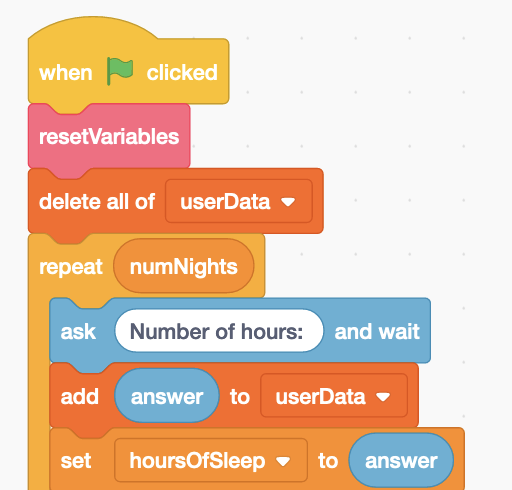 when clicked
resetVariables
delete all of userData
repeat numNights
ask Number of hours: and wait
add answer to userData
set hoursOfSleep to answer